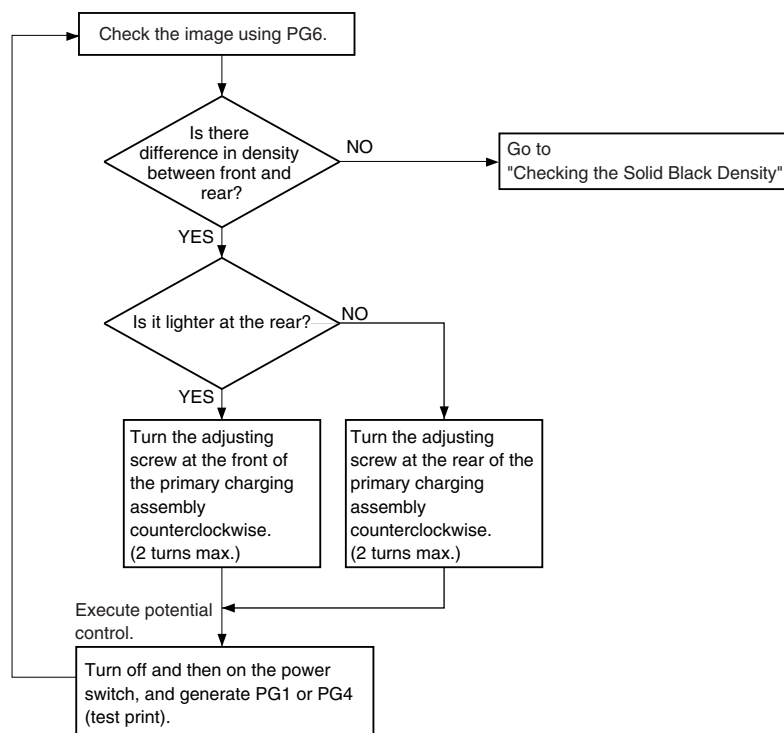 Check the image using PG6.
Is there
difference in density
between front and
rear?
NO
Go to
"Checking the Solid Black Density"
YES
Is it lighter at the rear?
NO
YES
Turn the adjusting
screw at the front of
the primary charging
assembly
counterclockwise.
(2 turns max.)
Turn the adjusting
screw at the rear of the
primary charging
assembly
counterclockwise.
(2 turns max.)
Execute potential
control.
Turn off and then on the power
switch, and generate PG1 or PG4
(test print).